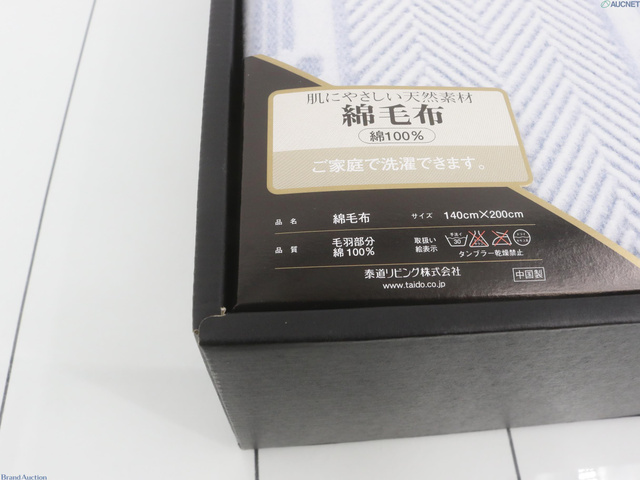 AUCNET
肌にやさしい天然素材
綿毛布
綿100%
ご家庭で洗濯できます。
品名 綿毛布 サイズ 140cm×200cm
品質 毛羽部分 綿100% 取扱い絵表示 30
タンブラー乾燥禁止
泰道リビング株式会社
www.taido.co.jp
中国製
Brand Auction